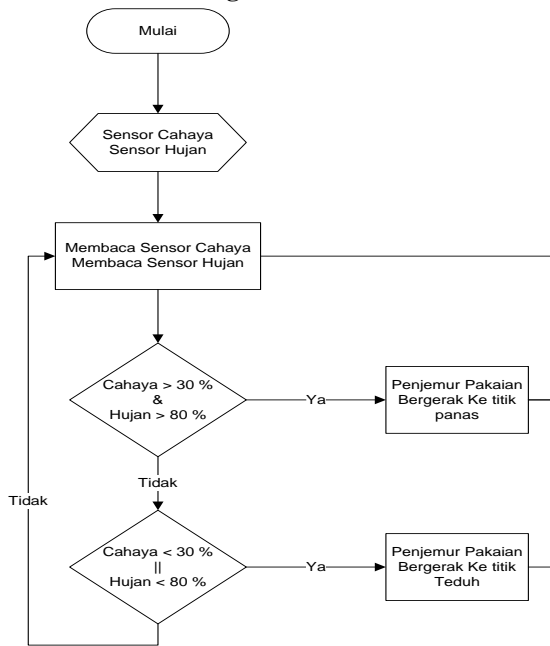 Mulai
Sensor Cahaya
Sensor Hujan
Membaca Sensor Cahaya
Membaca Sensor Hujan
Cahaya > 30 %
&
Hujan > 80 %
Ya
Penjemur Pakaian
Bergerak Ke titik
panas
Tidak
Tidak
Cahaya < 30 %
||
Hujan < 80 %
Ya
Penjemur Pakaian
Bergerak Ke titik
Teduh